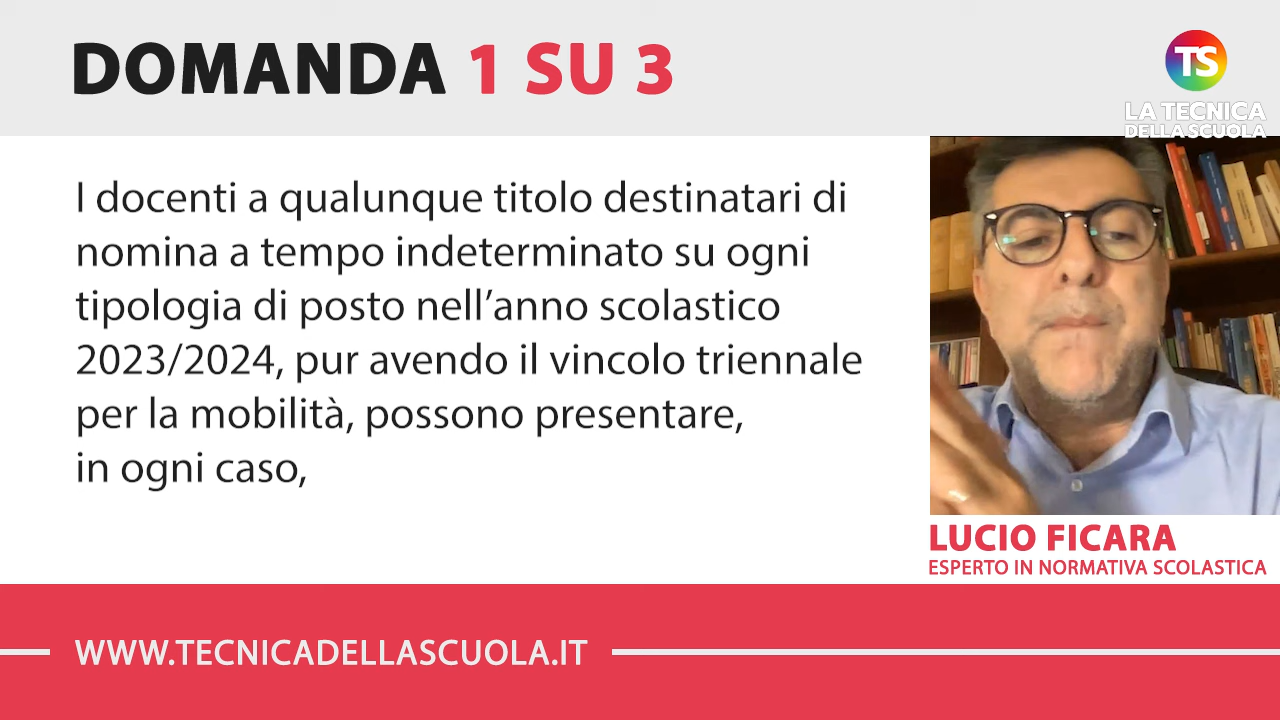 DOMANDA 1 SU 3
TS
LA TECNICA
DELLA SCUOLA
I docenti a qualunque titolo destinatari di
nomina a tempo indeterminato su ogni
tipologia di posto nell’anno scolastico
2023/2024, pur avendo il vincolo triennale
per la mobilità, possono presentare,
in ogni caso,
LUCIO FICARA
ESPERTO IN NORMATIVA SCOLASTICA
WWW.TECNICADELLASCUOLA.IT